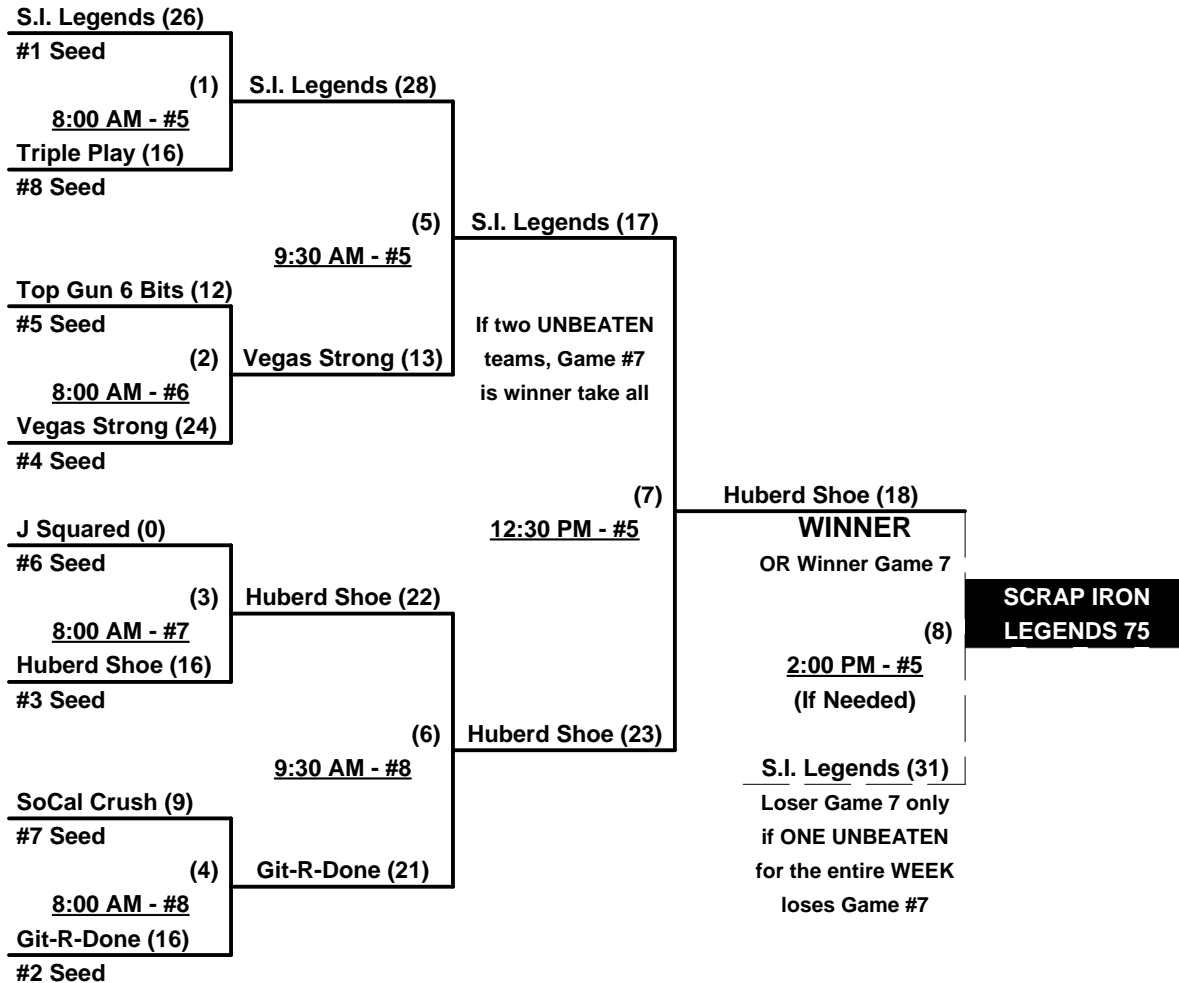 S.I. Legends (26)
#1 Seed
(1)
8:00 AM - #5
Triple Play (16)
#8 Seed
S.I. Legends (28)
(5)
9:30 AM - #5
Top Gun 6 Bits (12)
#5 Seed
(2)
8:00 AM - #6
Vegas Strong (24)
#4 Seed
Vegas Strong (13)
S.I. Legends (17)
If two UNBEATEN
teams, Game #7
is winner take all
(7)
12:30 PM - #5
J Squared (0)
#6 Seed
(3)
8:00 AM - #7
Huberd Shoe (16)
#3 Seed
Huberd Shoe (22)
(6)
9:30 AM - #8
SoCal Crush (9)
#7 Seed
(4)
8:00 AM - #8
Git-R-Done (16)
#2 Seed
Git-R-Done (21)
Huberd Shoe (23)
Huberd Shoe (18)
WINNER
OR Winner Game 7
(8)
2:00 PM - #5
(If Needed)
S.I. Legends (31)
Loser Game 7 only
if ONE UNBEATEN
for the entire WEEK
loses Game #7
SCRAP IRON
LEGENDS 75